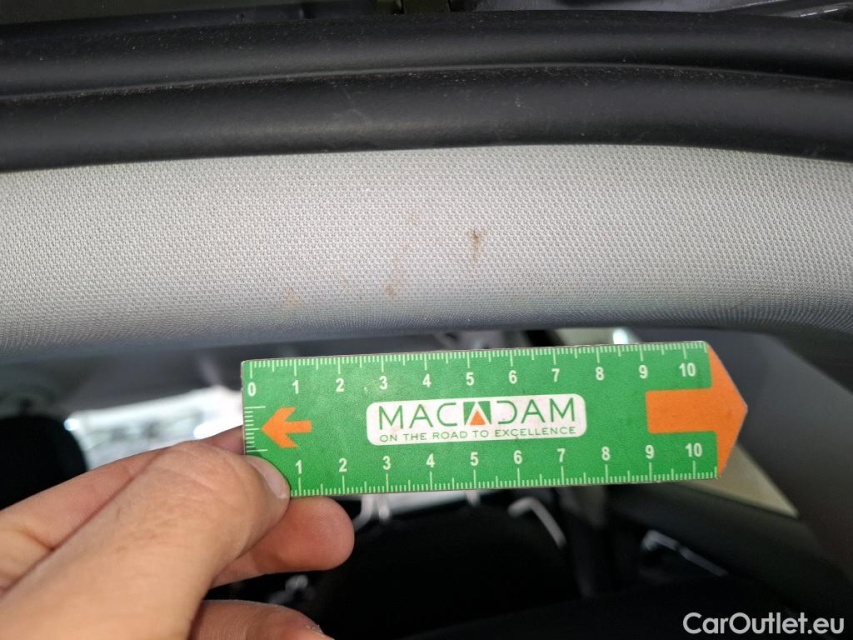 0 1 2 3 4 5 6 7 8 9 10
MACADAM
ON THE ROAD TO EXCELLENCE
1 2 3 4 5 6 7 8 9 10
CarOutlet.eu